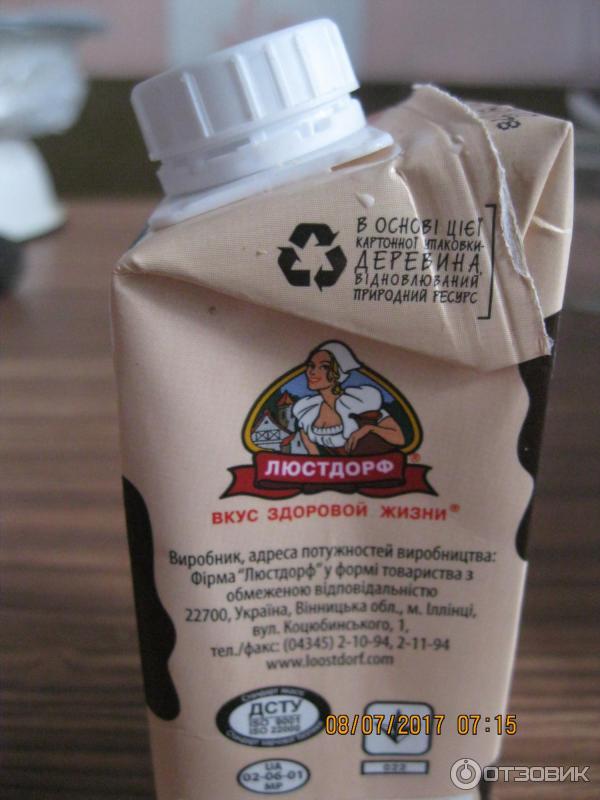 В ОСНОВІ ЦІЄЇ
КАРТОННОЇ УПАКОВКИ-
ДЕРЕВИНА,
ВІДНОВЛЮВАНИЙ
ПРИРОДНИЙ РЕСУРС
ЛЮСТДОРФ®
ВКУС ЗДОРОВОЙ ЖИЗНИ®
Виробник, адреса потужностей виробництва:
Фірма "Люстдорф" у формі товариства з
обмеженою відповідальністю
22700, Україна, Вінницька обл., м. Іллінці,
вул. Коцюбинського, 1,
тел./факс: (04345) 2-10-94, 2-11-94
www.loostdorf.com
ДСТУ
ISO 9001
ISO 22000
08/07/2017 07:15
UA
02-06-01
MP
022
ОТЗОВИК